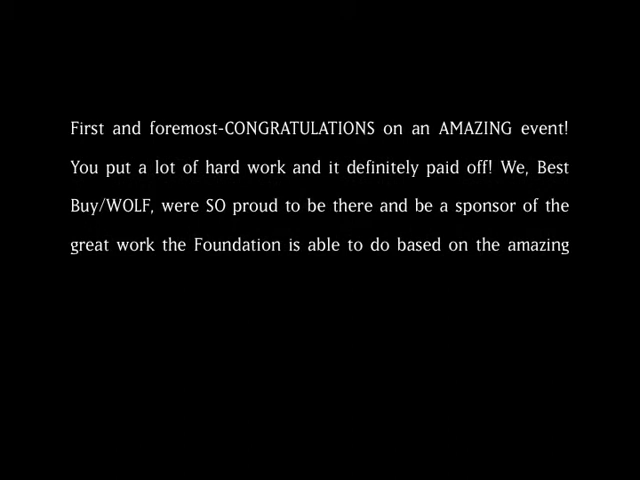 First and foremost-CONGRATULATIONS on an AMAZING event!
You put a lot of hard work and it definitely paid off! We, Best
Buy/WOLF, were SO proud to be there and be a sponsor of the
great work the Foundation is able to do based on the amazing